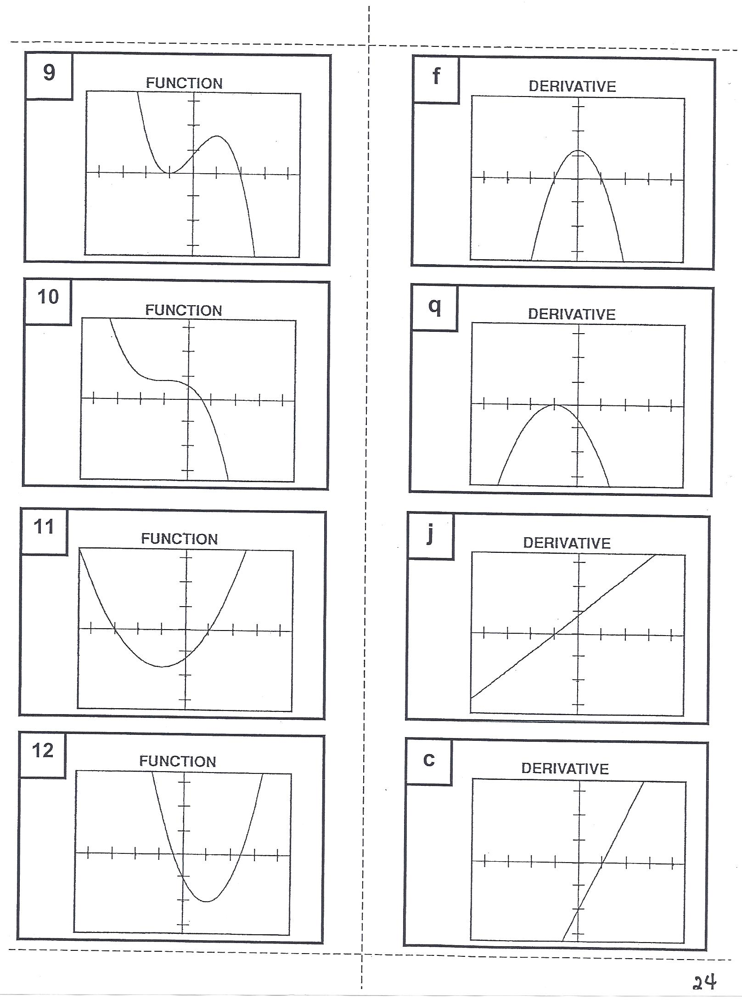 9
FUNCTION
f
DERIVATIVE
10
FUNCTION
q
DERIVATIVE
11
FUNCTION
j
DERIVATIVE
12
FUNCTION
c
DERIVATIVE
24